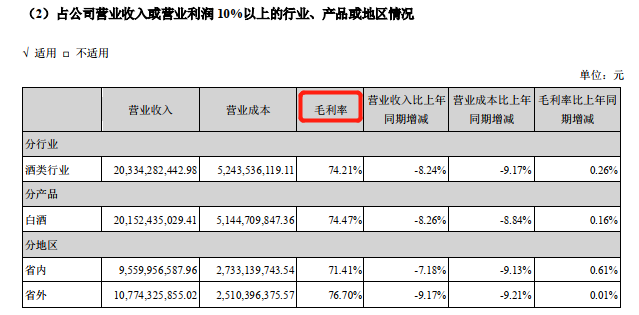 （2）占公司营业收入或营业利润 10%以上的行业、产品或地区情况
√ 适用 □ 不适用
单位：元
营业收入 营业成本 毛利率 营业收入比上年同期增减 营业成本比上年同期增减 毛利率比上年同期增减
分行业
酒类行业 20,334,282,442.98 5,243,536,119.11 74.21% -8.24% -9.17% 0.26%
分产品
白酒 20,152,435,029.41 5,144,709,847.36 74.47% -8.26% -8.84% 0.16%
分地区
省内 9,559,956,587.96 2,733,139,743.54 71.41% -7.18% -9.13% 0.61%
省外 10,774,325,855.02 2,510,396,375.57 76.70% -9.17% -9.21% 0.01%